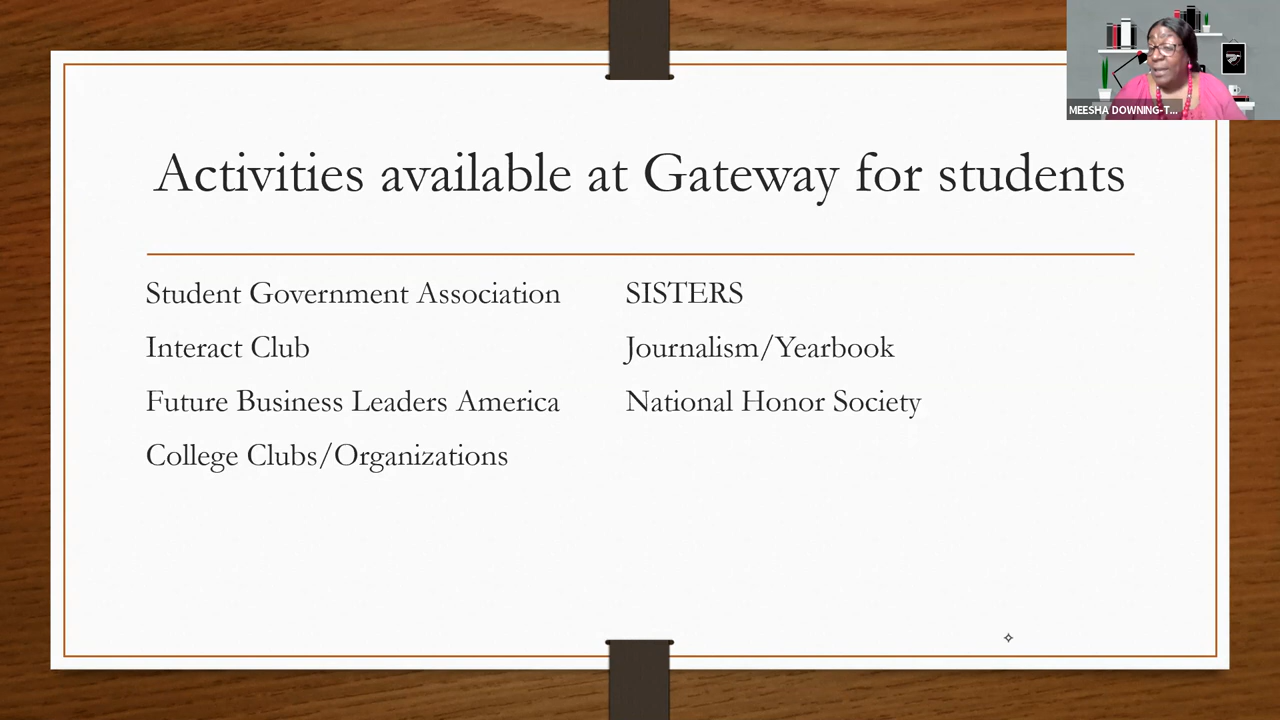 MEESHA DOWNING-T...
Activities available at Gateway for students
Student Government Association
Interact Club
Future Business Leaders America
College Clubs/Organizations
SISTERS
Journalism/Yearbook
National Honor Society